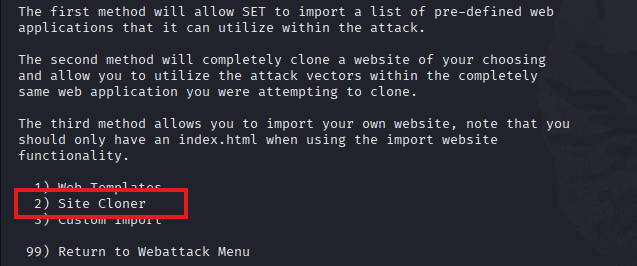 The first method will allow SET to import a list of pre-defined web
applications that it can utilize within the attack.
The second method will completely clone a website of your choosing
and allow you to utilize the attack vectors within the completely
same web application you were attempting to clone.
The third method allows you to import your own website, note that you
should only have an index.html when using the import website
functionality.
1) Web Templates
2) Site Cloner
3) Custom Import
99) Return to Webattack Menu